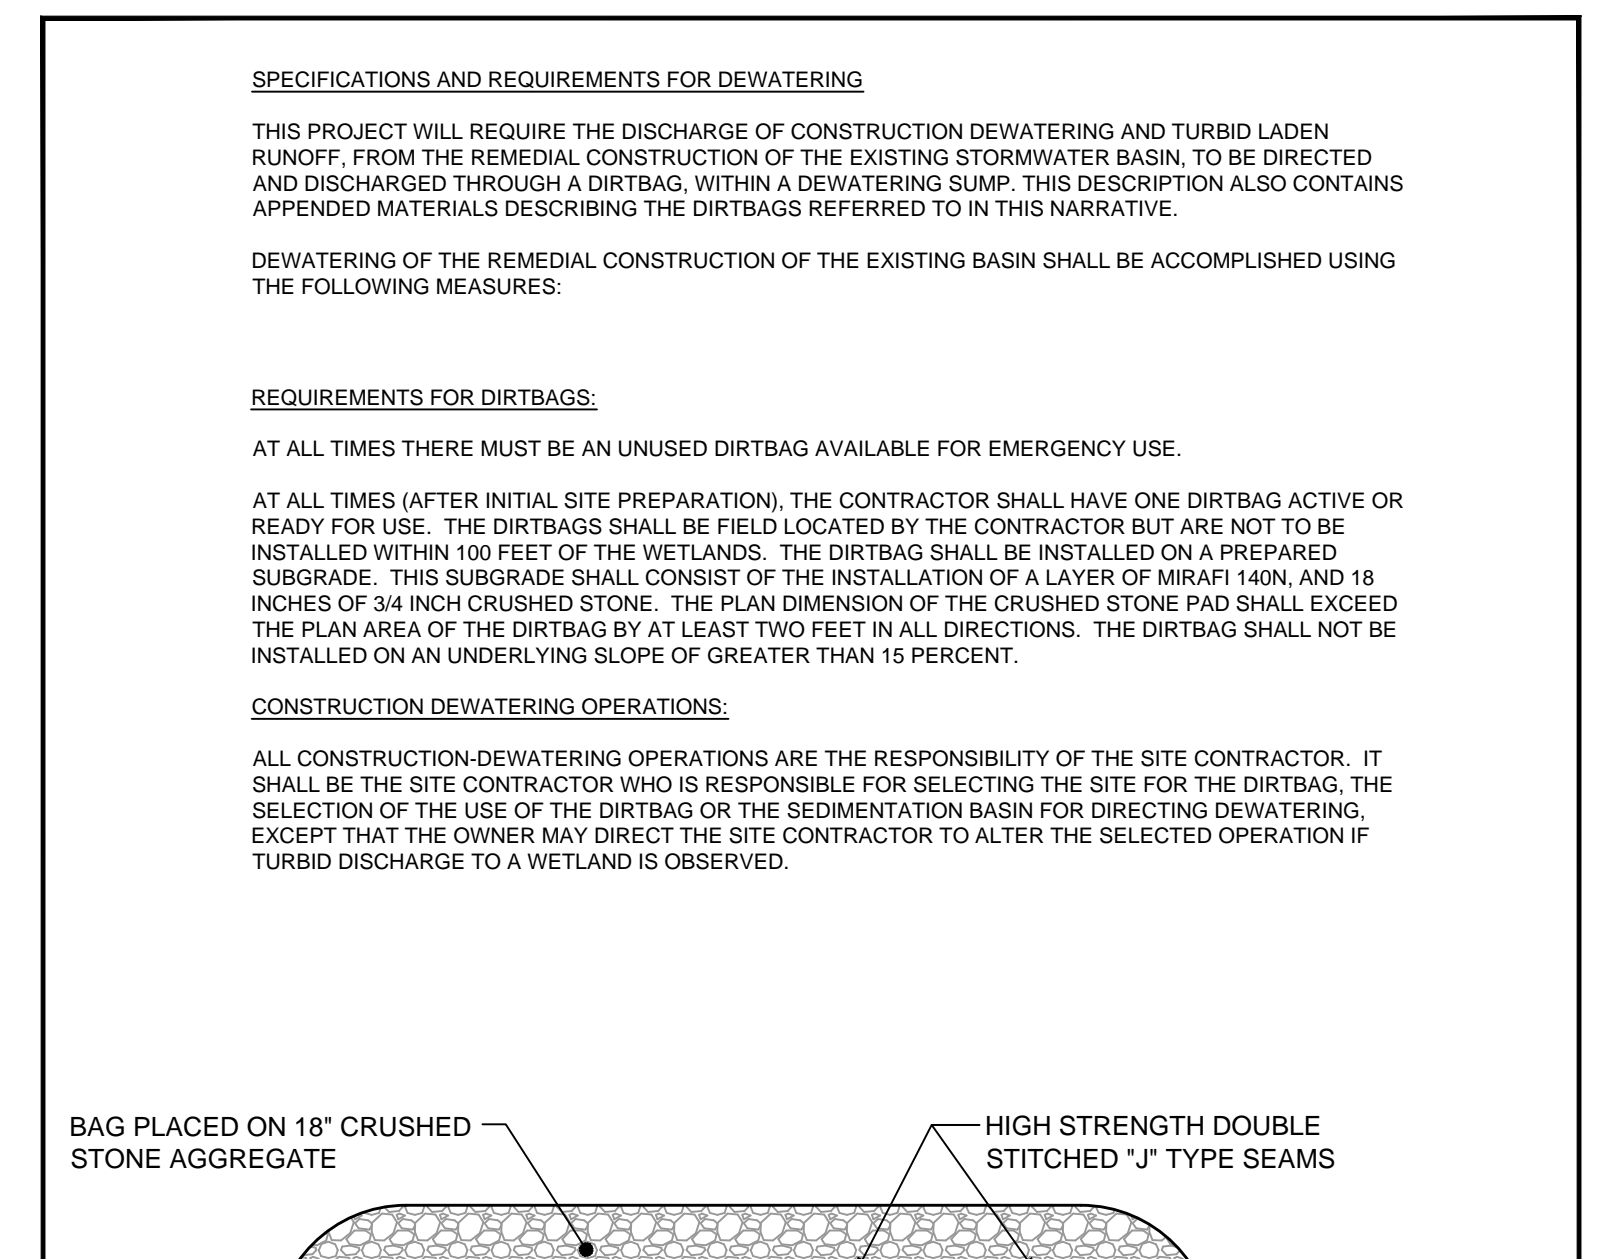 SPECIFICATIONS AND REQUIREMENTS FOR DEWATERING
THIS PROJECT WILL REQUIRE THE DISCHARGE OF CONSTRUCTION DEWATERING AND TURBID LADEN
RUNOFF, FROM THE REMEDIAL CONSTRUCTION OF THE EXISTING STORMWATER BASIN, TO BE DIRECTED
AND DISCHARGED THROUGH A DIRTBAG, WITHIN A DEWATERING SUMP. THIS DESCRIPTION ALSO CONTAINS
APPENDED MATERIALS DESCRIBING THE DIRTBAGS REFERRED TO IN THIS NARRATIVE.
DEWATERING OF THE REMEDIAL CONSTRUCTION OF THE EXISTING BASIN SHALL BE ACCOMPLISHED USING
THE FOLLOWING MEASURES:
REQUIREMENTS FOR DIRTBAGS:
AT ALL TIMES THERE MUST BE AN UNUSED DIRTBAG AVAILABLE FOR EMERGENCY USE.
AT ALL TIMES (AFTER INITIAL SITE PREPARATION), THE CONTRACTOR SHALL HAVE ONE DIRTBAG ACTIVE OR
READY FOR USE.  THE DIRTBAGS SHALL BE FIELD LOCATED BY THE CONTRACTOR BUT ARE NOT TO BE
INSTALLED WITHIN 100 FEET OF THE WETLANDS.  THE DIRTBAG SHALL BE INSTALLED ON A PREPARED
SUBGRADE.  THIS SUBGRADE SHALL CONSIST OF THE INSTALLATION OF A LAYER OF MIRAFI 140N, AND 18
INCHES OF 3/4 INCH CRUSHED STONE.  THE PLAN DIMENSION OF THE CRUSHED STONE PAD SHALL EXCEED
THE PLAN AREA OF THE DIRTBAG BY AT LEAST TWO FEET IN ALL DIRECTIONS.  THE DIRTBAG SHALL NOT BE
INSTALLED ON AN UNDERLYING SLOPE OF GREATER THAN 15 PERCENT.
CONSTRUCTION DEWATERING OPERATIONS:
ALL CONSTRUCTION-DEWATERING OPERATIONS ARE THE RESPONSIBILITY OF THE SITE CONTRACTOR.  IT
SHALL BE THE SITE CONTRACTOR WHO IS RESPONSIBLE FOR SELECTING THE SITE FOR THE DIRTBAG, THE
SELECTION OF THE USE OF THE DIRTBAG OR THE SEDIMENTATION BASIN FOR DIRECTING DEWATERING,
EXCEPT THAT THE OWNER MAY DIRECT THE SITE CONTRACTOR TO ALTER THE SELECTED OPERATION IF
TURBID DISCHARGE TO A WETLAND IS OBSERVED.
BAG PLACED ON 18" CRUSHED
STONE AGGREGATE
HIGH STRENGTH DOUBLE
STITCHED "J" TYPE SEAMS